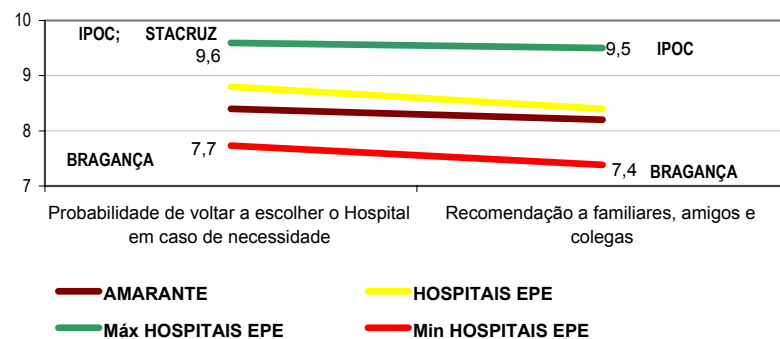 10
IPOC; STACRUZ
9,6
9,5 IPOC
9
8
BRAGANÇA 7,7
7,4 BRAGANÇA
7
Probabilidade de voltar a escolher o Hospital
em caso de necessidade
Recomendação a familiares, amigos e
colegas
AMARANTE
HOSPITAIS EPE
Máx HOSPITAIS EPE
Min HOSPITAIS EPE